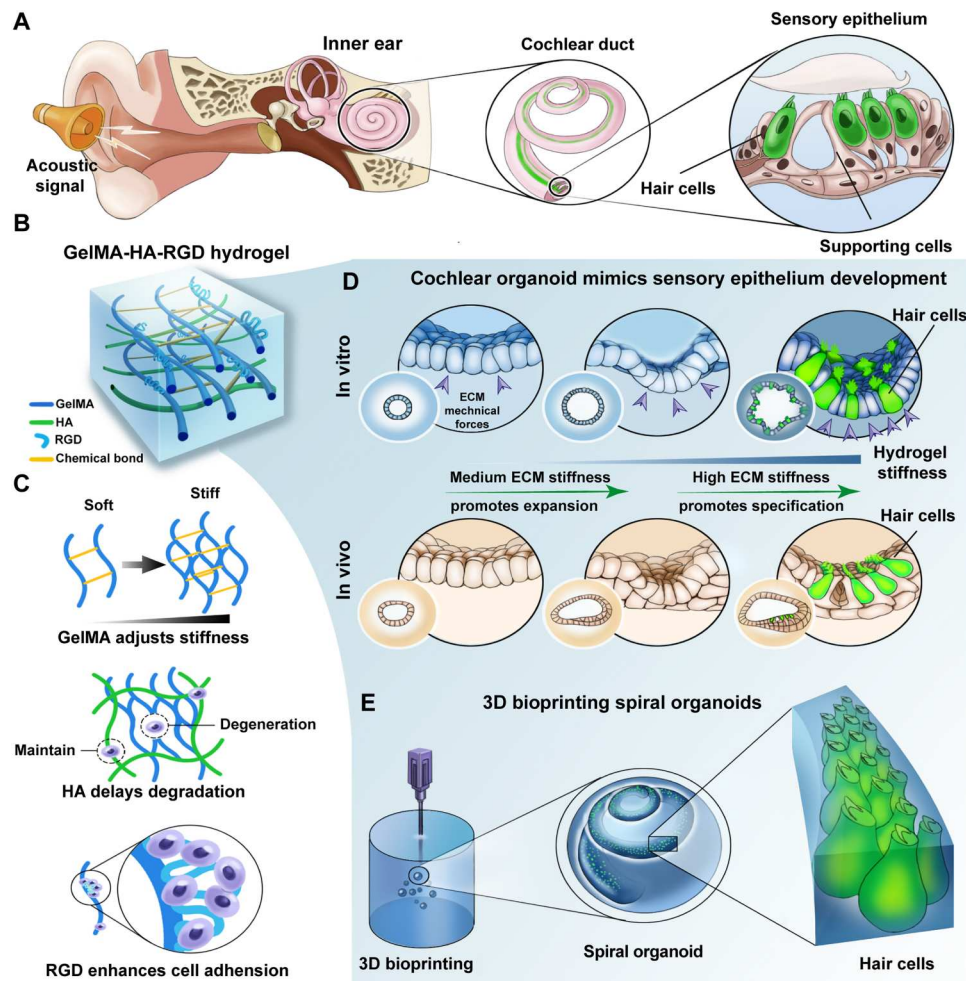 A
Inner ear
Acoustic
signal
Cochlear duct
Sensory epithelium
Hair cells
Supporting cells
B
GelMA-HA-RGD hydrogel
GelMA
HA
RGD
Chemical bond
C
Soft
Stiff
GelMA adjusts stiffness
Degeneration
Maintain
HA delays degradation
RGD enhances cell adhension
D
Cochlear organoid mimics sensory epithelium development
In vitro
ECM
mechnical
forces
Hair cells
Hydrogel
stiffness
Medium ECM stiffness
promotes expansion
High ECM stiffness
promotes specification
In vivo
Hair cells
E
3D bioprinting spiral organoids
3D bioprinting
Spiral organoid
Hair cells